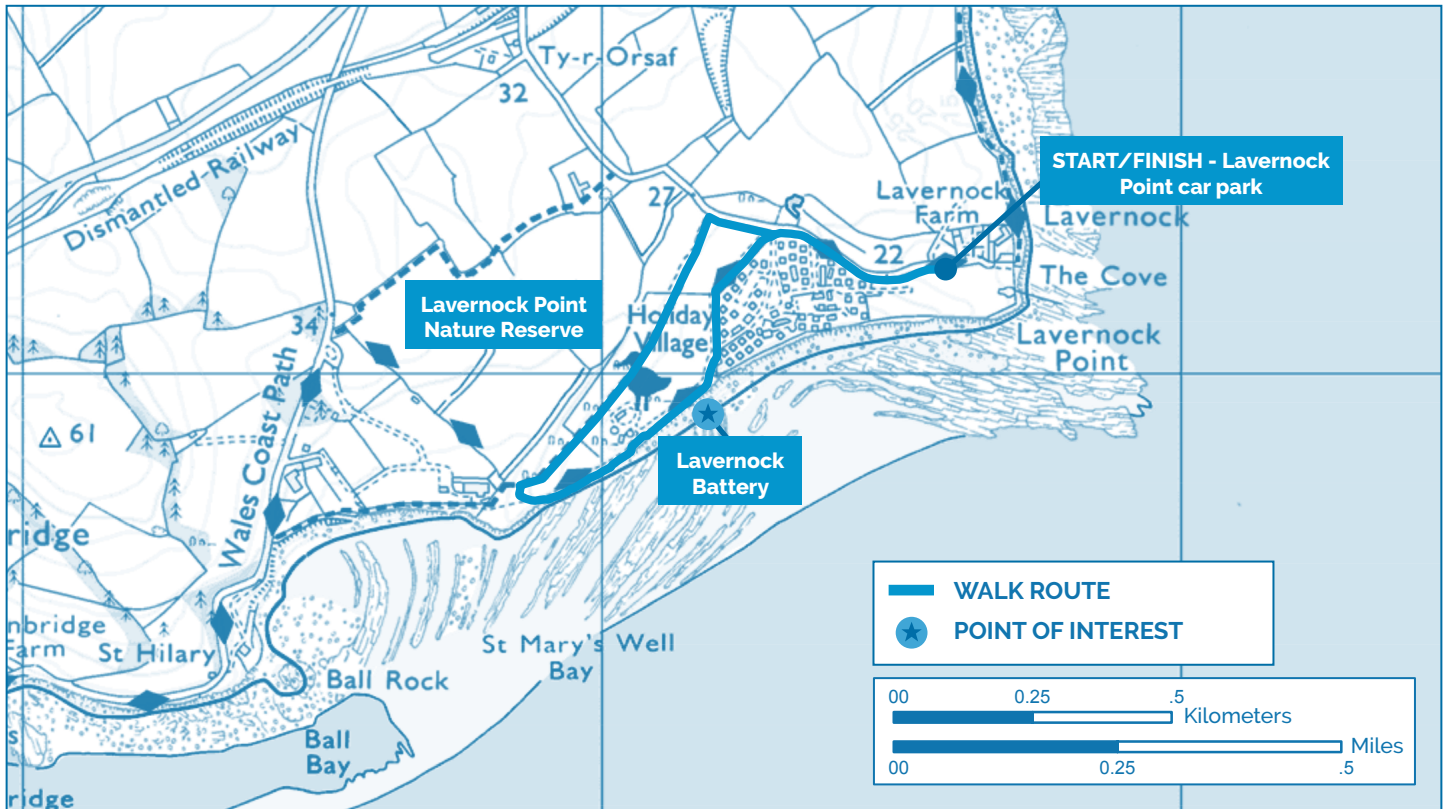 Ty-r-Orsaf
32
Dismantled-Railway
27
START/FINISH - Lavernock
Point car park
Lavernock
Farm
Lavernock
22
The Cove
Lavernock Point
Nature Reserve
Holiday
Village
Lavernock
Point
34
Wales Coast Path
61
Lavernock
Battery
ridge
WALK ROUTE
POINT OF INTEREST
nbridge
Farm
St Hilary
St Mary's Well
Bay
Ball Rock
00 0.25 .5
Kilometers
Miles
00 0.25 .5
Ball
Bay
s
ridge